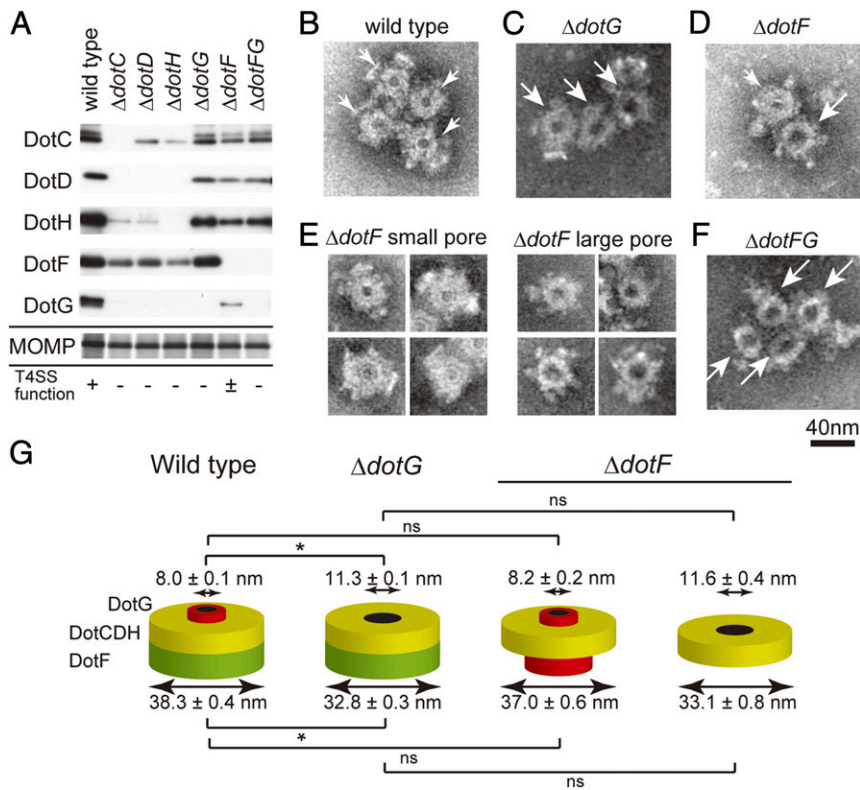 A
wild type
ΔdotC
ΔdotD
ΔdotH
ΔdotG
ΔdotF
ΔdotFG
DotC
DotD
DotH
DotF
DotG
MOMP
T4SS
function
+ - - - - ± -
B
wild type
C
ΔdotG
D
ΔdotF
E
ΔdotF small pore
ΔdotF large pore
F
ΔdotFG
40nm
G
Wild type
ΔdotG
ΔdotF
ns
ns
*
8.0 ± 0.1 nm
11.3 ± 0.1 nm
8.2 ± 0.2 nm
11.6 ± 0.4 nm
DotG
DotCDH
DotF
38.3 ± 0.4 nm
32.8 ± 0.3 nm
37.0 ± 0.6 nm
33.1 ± 0.8 nm
*
ns
ns